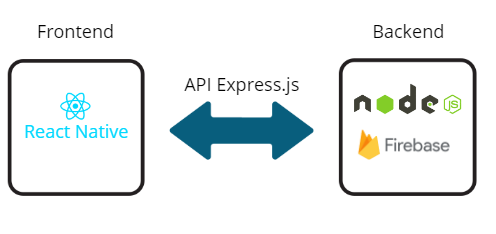 Frontend
Backend
API Express.js
React Native
node
JS
Firebase